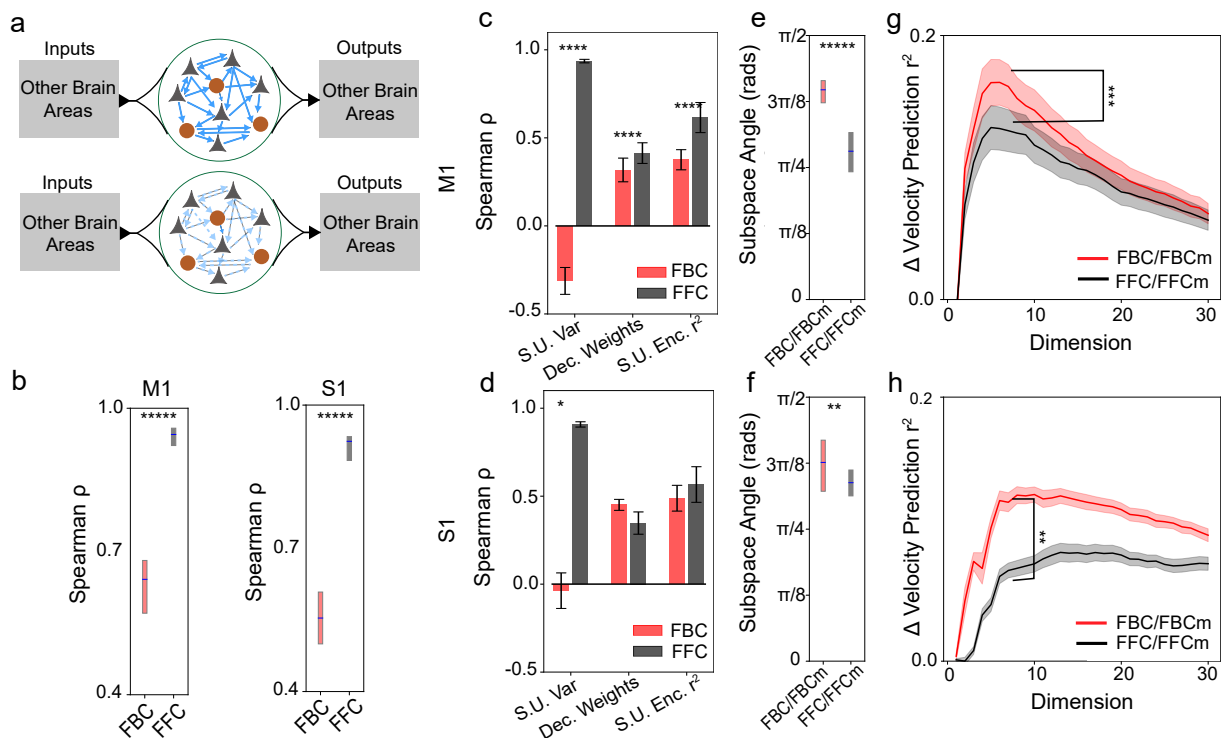 a
Inputs
Outputs
Other Brain
Areas
Other Brain
Areas
Inputs
Outputs
Other Brain
Areas
Other Brain
Areas
b
M1
S1
Spearman ρ
1.0
0.7
0.4
*****
FBC
FFC
Spearman ρ
1.0
0.7
0.4
*****
FBC
FFC
c
M1
Spearman ρ
1.0
0.5
0.0
-0.5
****
****
****
FBC
FFC
S.U. Var
Dec. Weights
S.U. Enc. r²
d
S1
Spearman ρ
1.0
0.5
0.0
-0.5
*
FBC
FFC
S.U. Var
Dec. Weights
S.U. Enc. r²
e
Subspace Angle (rads)
π/2
3π/8
π/4
π/8
0
*****
FBC/FBCm
FFC/FFCm
f
Subspace Angle (rads)
π/2
3π/8
π/4
π/8
0
**
FBC/FBCm
FFC/FFCm
g
Δ Velocity Prediction r²
0.2
0.0
***
FBC/FBCm
FFC/FFCm
0
10
20
30
Dimension
h
Δ Velocity Prediction r²
0.2
0.0
**
FBC/FBCm
FFC/FFCm
0
10
20
30
Dimension